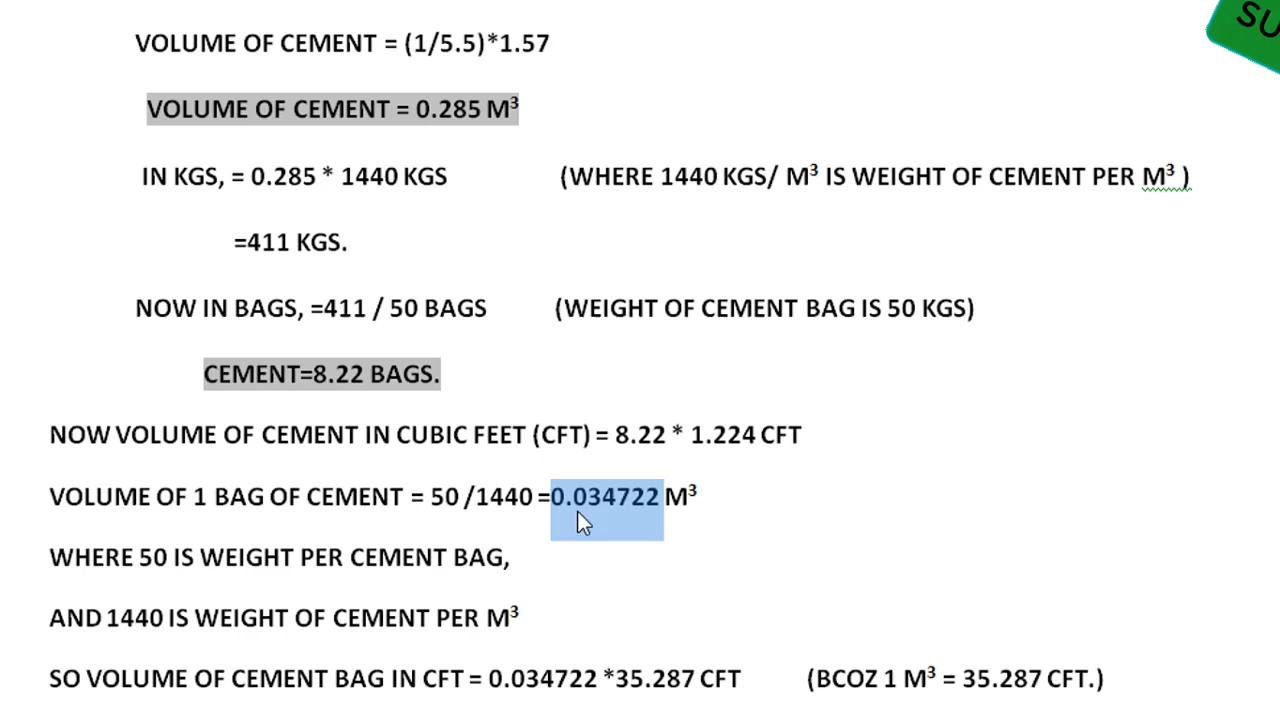 SU
VOLUME OF CEMENT = (1/5.5)*1.57
VOLUME OF CEMENT = 0.285 M³
IN KGS, = 0.285 * 1440 KGS (WHERE 1440 KGS/ M³ IS WEIGHT OF CEMENT PER M³ )
=411 KGS.
NOW IN BAGS, =411 / 50 BAGS (WEIGHT OF CEMENT BAG IS 50 KGS)
CEMENT=8.22 BAGS.
NOW VOLUME OF CEMENT IN CUBIC FEET (CFT) = 8.22 * 1.224 CFT
VOLUME OF 1 BAG OF CEMENT = 50 /1440 =0.034722 M³
WHERE 50 IS WEIGHT PER CEMENT BAG,
AND 1440 IS WEIGHT OF CEMENT PER M³
SO VOLUME OF CEMENT BAG IN CFT = 0.034722 *35.287 CFT (BCOZ 1 M³ = 35.287 CFT.)